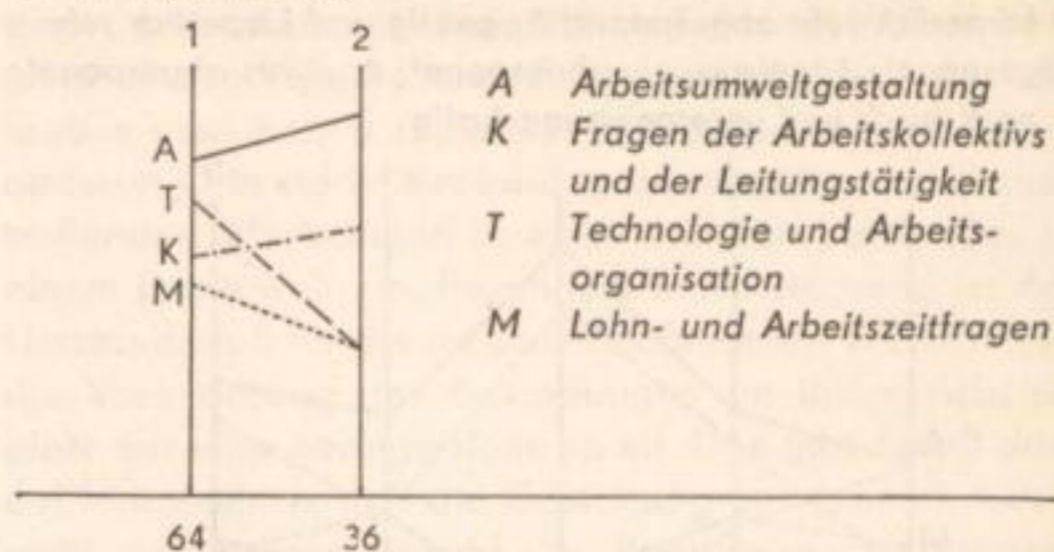 1 2
A Arbeitsumweltgestaltung
K Fragen der Arbeitskollektivs
und der Leitungstätigkeit
T Technologie und Arbeits-
organisation
M Lohn- und Arbeitszeitfragen
A
T
K
M
64 36